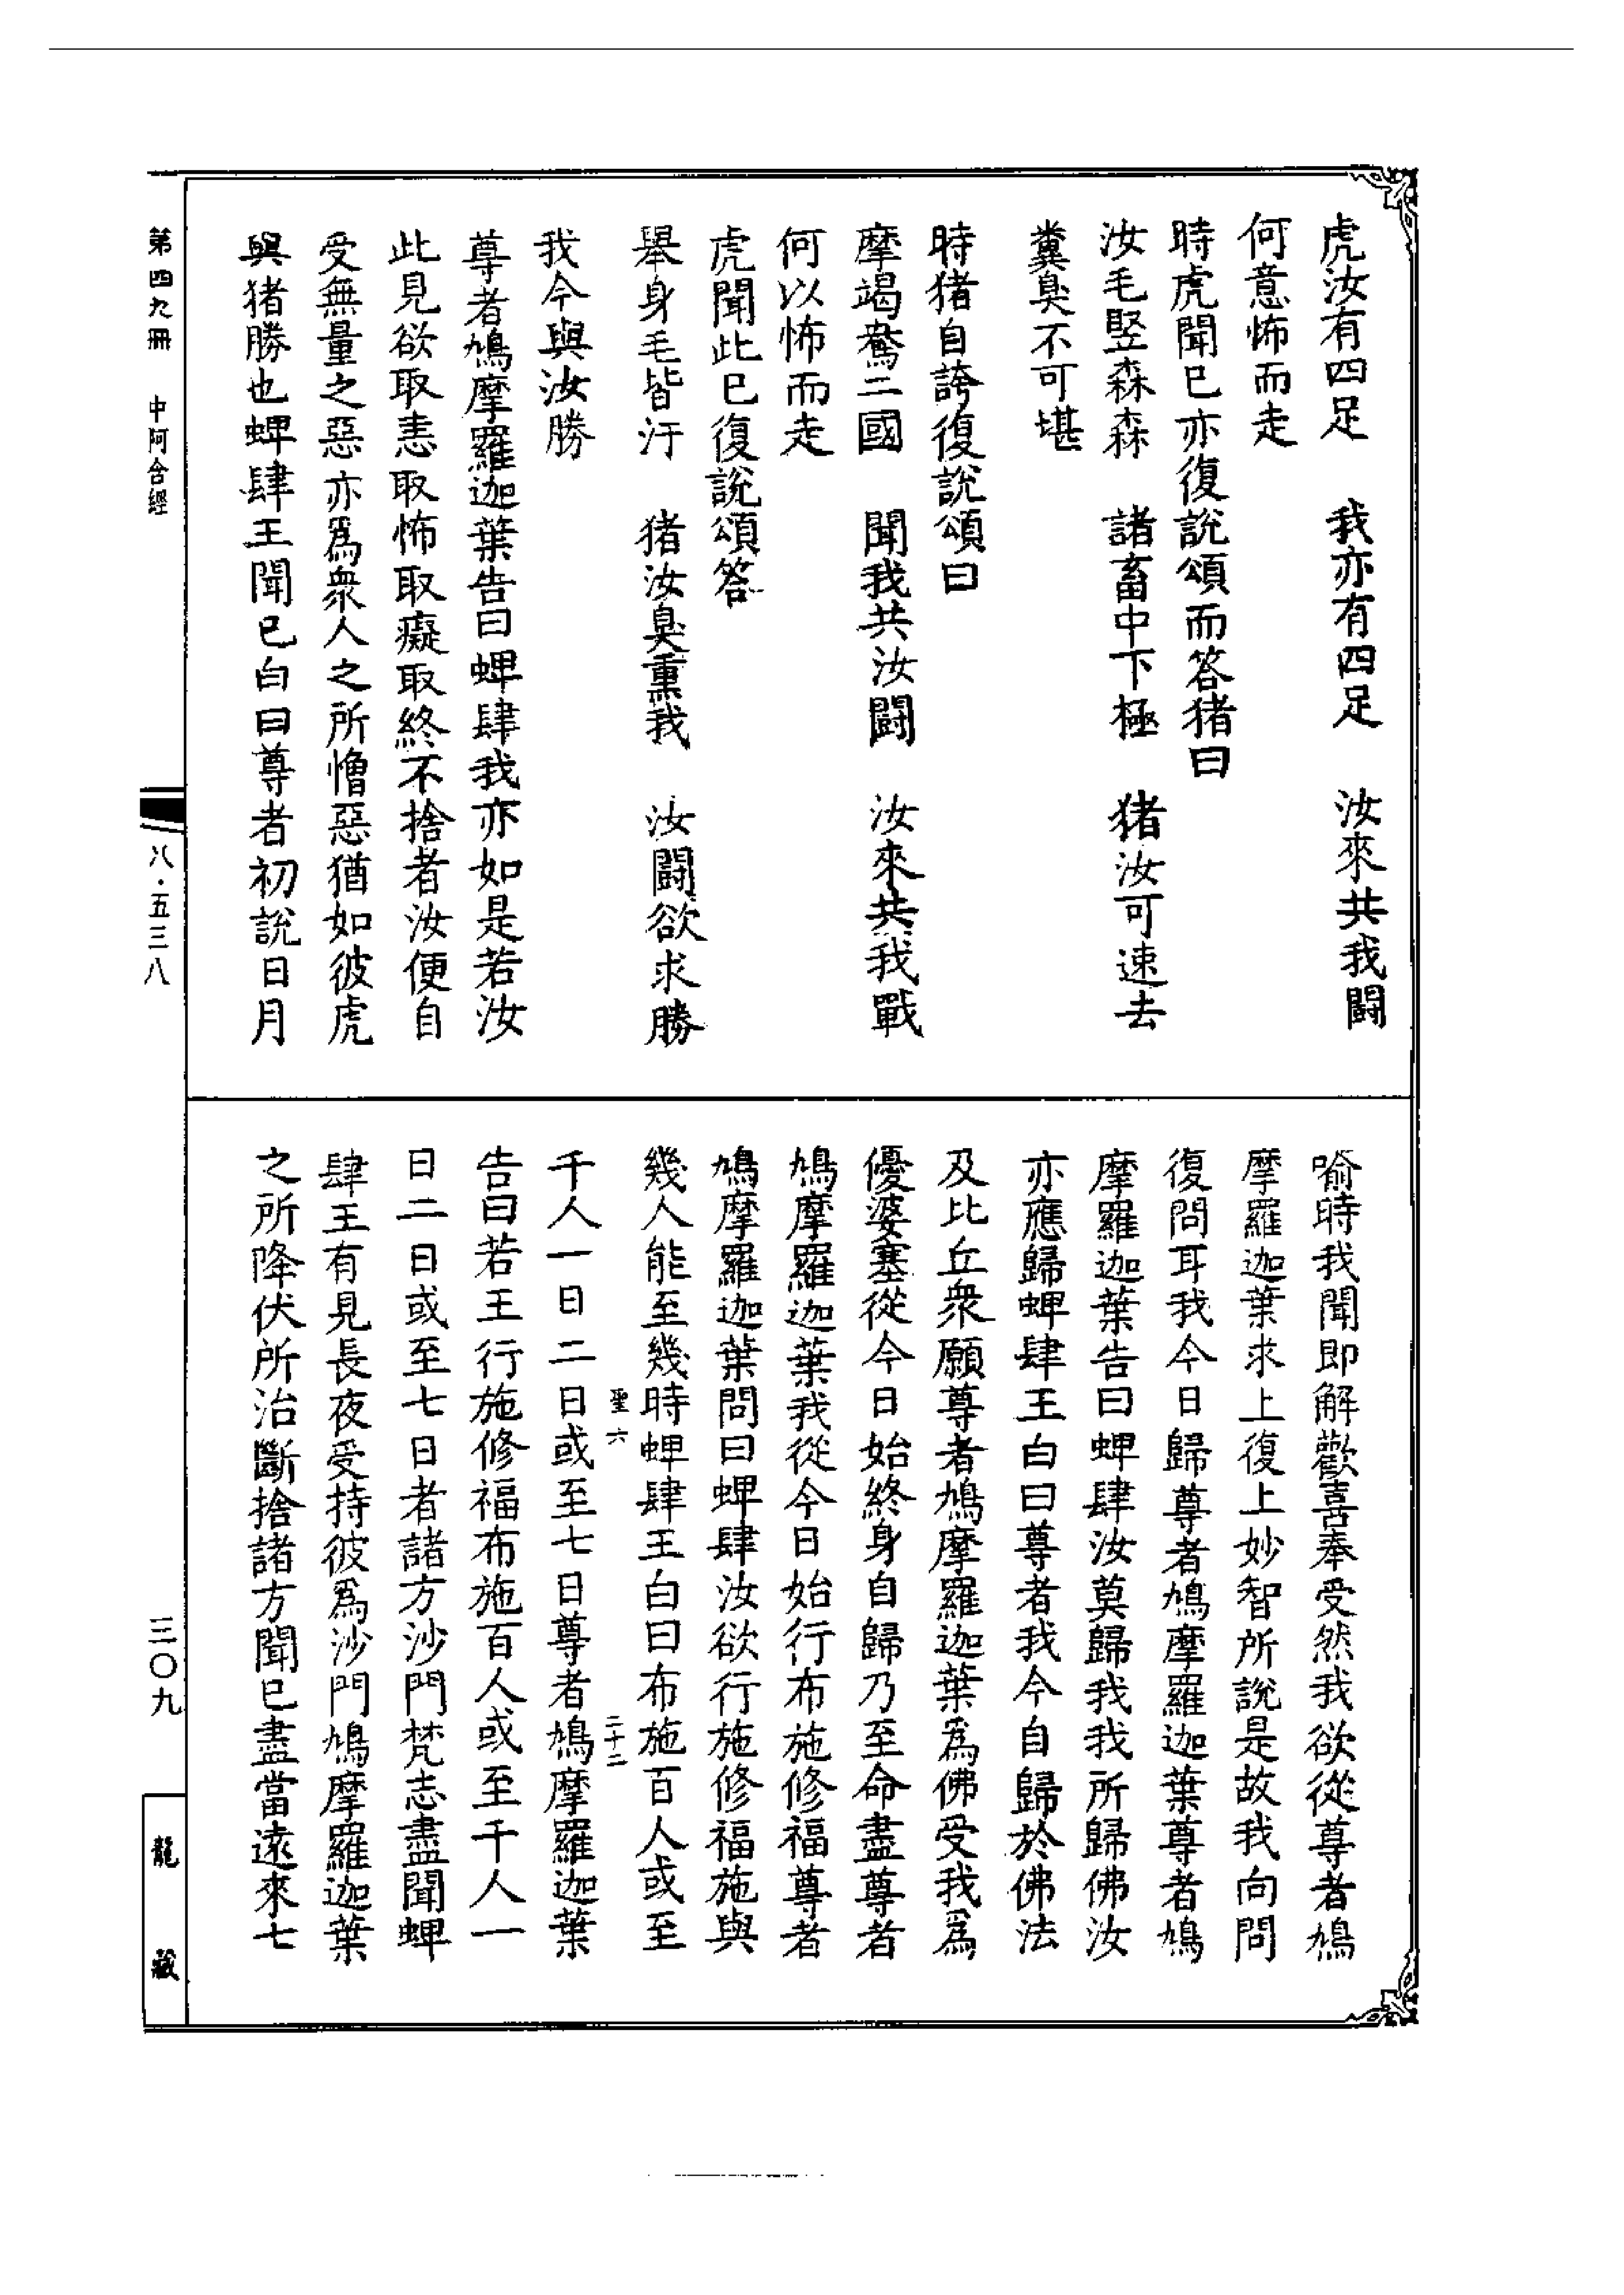 虎汝有四足　我亦有四足　汝來共我鬪
何意怖而走
時虎聞已亦復說頌而答猪曰
汝毛竪森森　諸畜中下極　猪汝可速去
糞臭不可堪
時猪自誇復說頌曰
摩竭鴦二國　聞我共汝鬪　汝來共我戰
何以怖而走
虎聞此已復說頌答
舉身毛皆汙　猪汝臭熏我　汝鬪欲求勝
我今與汝勝
尊者鳩摩羅迦葉告曰蜱肆我亦如是若汝
此見欲取恚取怖取癡取終不捨者汝便自
受無量之惡亦爲衆人之所憎惡猶如彼虎
與猪勝也蜱肆王聞已白曰尊者初說日月
喻時我聞即解歡喜奉受然我欲從尊者鳩
摩羅迦葉求上復上妙智所說是故我向問
復問耳我今日歸尊者鳩摩羅迦葉尊者鳩
摩羅迦葉告曰蜱肆汝莫歸我我所歸佛汝
亦應歸蜱肆王白曰尊者我今自歸於佛法
及比丘衆願尊者鳩摩羅迦葉爲佛受我爲
優婆塞從今日始終身自歸乃至命盡尊者
鳩摩羅迦葉我從今日始行布施修福尊者
鳩摩羅迦葉問曰蜱肆汝欲行施修福施與
幾人能至幾時蜱肆王白曰布施百人或至
聖六　二十二
千人一日二日或至七日尊者鳩摩羅迦葉
告曰若王行施修福布施百人或至千人一
日二日或至七日者諸方沙門梵志盡聞蜱
肆王有見長夜受持彼爲沙門鳩摩羅迦葉
之所降伏所治斷捨諸方聞已盡當遠來七
第四九冊　中阿含經
八·五三八
三〇九
龍藏